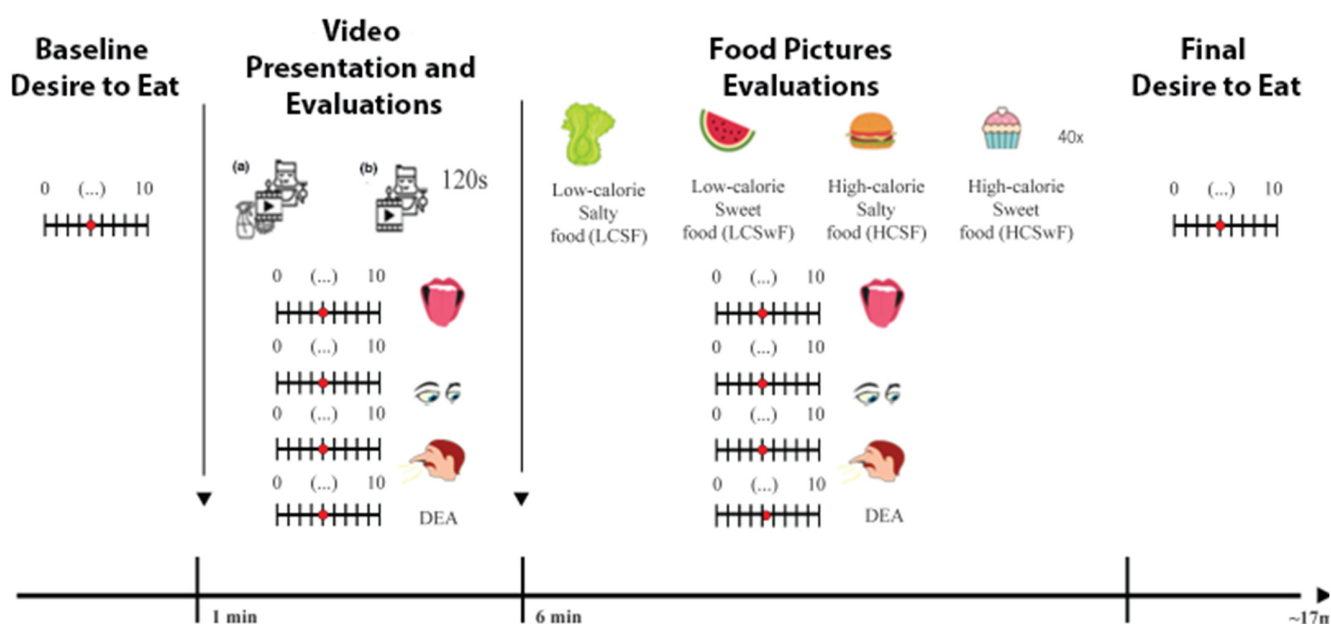 Baseline
Desire to Eat
0 (...) 10
Video
Presentation and
Evaluations
(a)
(b)
120s
0 (...) 10
0 (...) 10
0 (...) 10
0 (...) 10
DEA
Food Pictures
Evaluations
40x
Low-calorie
Salty
food (LCSF)
Low-calorie
Sweet
food (LCSwF)
High-calorie
Salty
food (HCSF)
High-calorie
Sweet
food (HCSwF)
0 (...) 10
0 (...) 10
0 (...) 10
0 (...) 10
DEA
Final
Desire to Eat
0 (...) 10
1 min
6 min
~17m